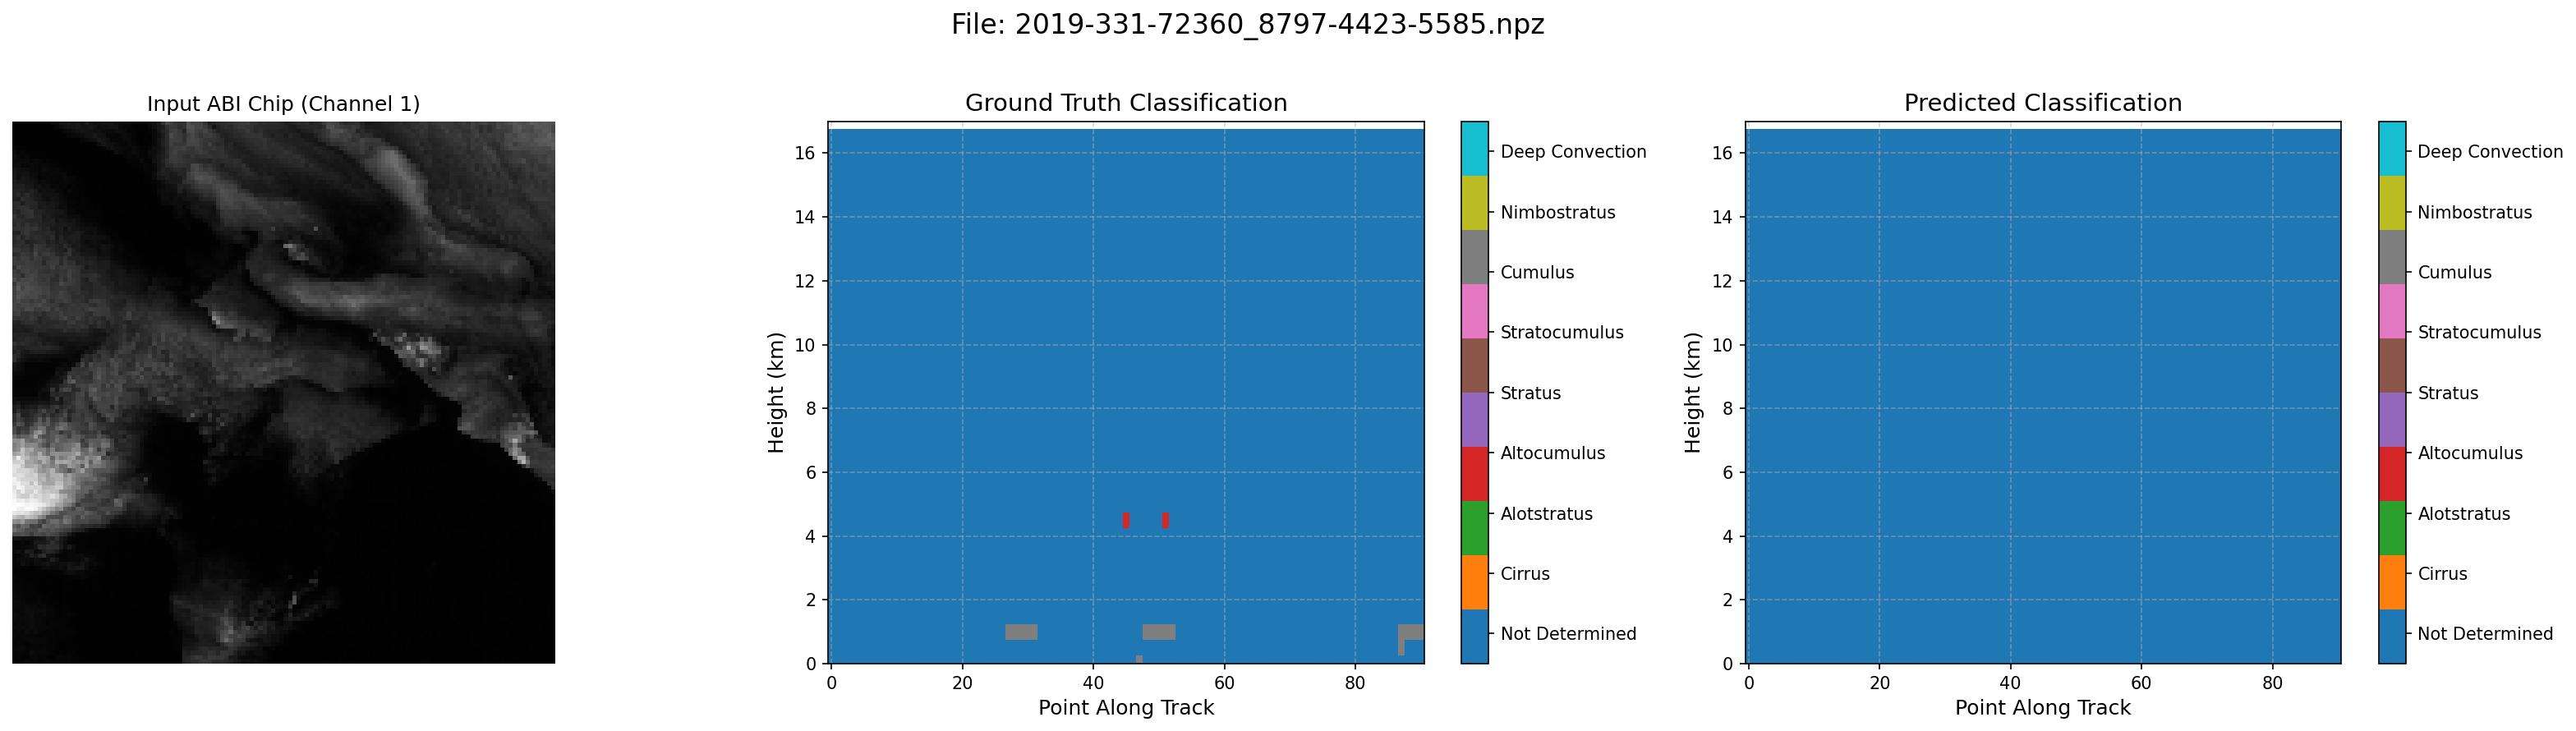 File: 2019-331-72360_8797-4423-5585.npz
Input ABI Chip (Channel 1)
Ground Truth Classification
Height (km)
16
14
12
10
8
6
4
2
0
0 20 40 60 80
Point Along Track
Deep Convection
Nimbostratus
Cumulus
Stratocumulus
Stratus
Altocumulus
Alotstratus
Cirrus
Not Determined
Predicted Classification
Height (km)
16
14
12
10
8
6
4
2
0
0 20 40 60 80
Point Along Track
Deep Convection
Nimbostratus
Cumulus
Stratocumulus
Stratus
Altocumulus
Alotstratus
Cirrus
Not Determined